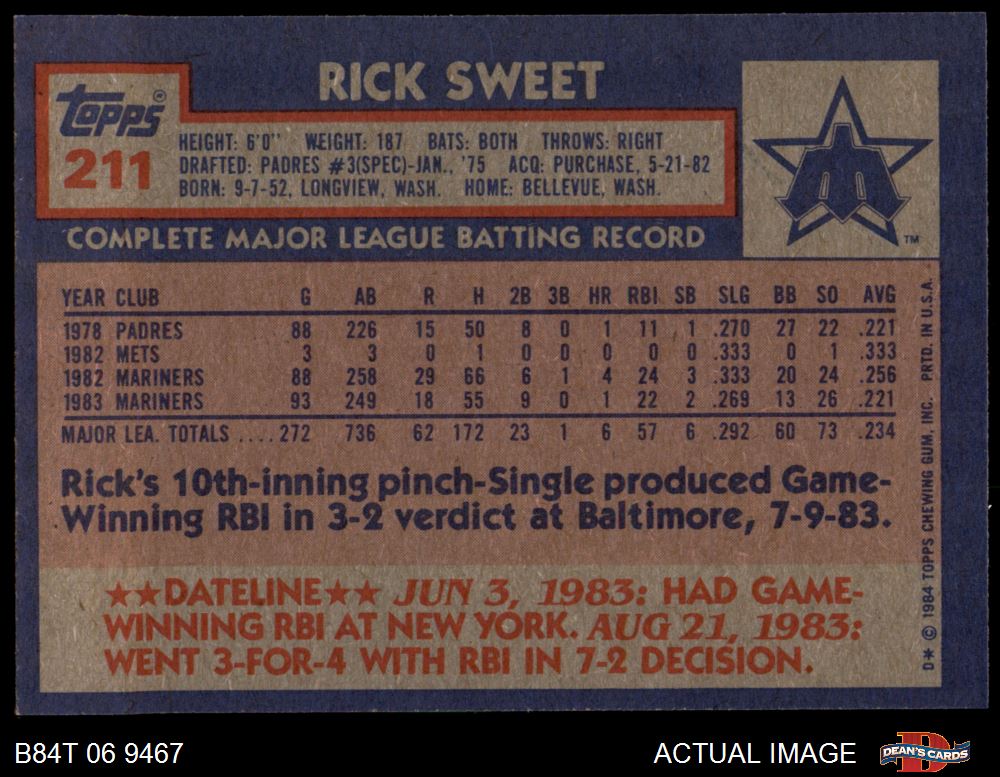 RICK SWEET
Topps®
211
HEIGHT: 6'0" WEIGHT: 187 BATS: BOTH THROWS: RIGHT
DRAFTED: PADRES #3(SPEC)-JAN., '75 ACQ: PURCHASE, 5-21-82
BORN: 9-7-52, LONGVIEW, WASH. HOME: BELLEVUE, WASH.
TM
COMPLETE MAJOR LEAGUE BATTING RECORD
YEAR CLUB G AB R H 2B 3B HR RBI SB SLG BB SO AVG
1978 PADRES 88 226 15 50 8 0 1 11 1 .270 27 22 .221
1982 METS 3 3 0 1 0 0 0 0 0 .333 0 1 .333
1982 MARINERS 88 258 29 66 6 1 4 24 3 .333 20 24 .256
1983 MARINERS 93 249 18 55 9 0 1 22 2 .269 13 26 .221
MAJOR LEA. TOTALS ....272 736 62 172 23 1 6 57 6 .292 60 73 .234
Rick's 10th-inning pinch-Single produced Game-
Winning RBI in 3-2 verdict at Baltimore, 7-9-83.
★★DATELINE★★ JUN 3, 1983: HAD GAME-
WINNING RBI AT NEW YORK. AUG 21, 1983:
WENT 3-FOR-4 WITH RBI IN 7-2 DECISION.
D* © 1984 TOPPS CHEWING GUM, INC. PRTD. IN U.S.A.
B84T 06 9467
ACTUAL IMAGE
DEAN'S CARDS